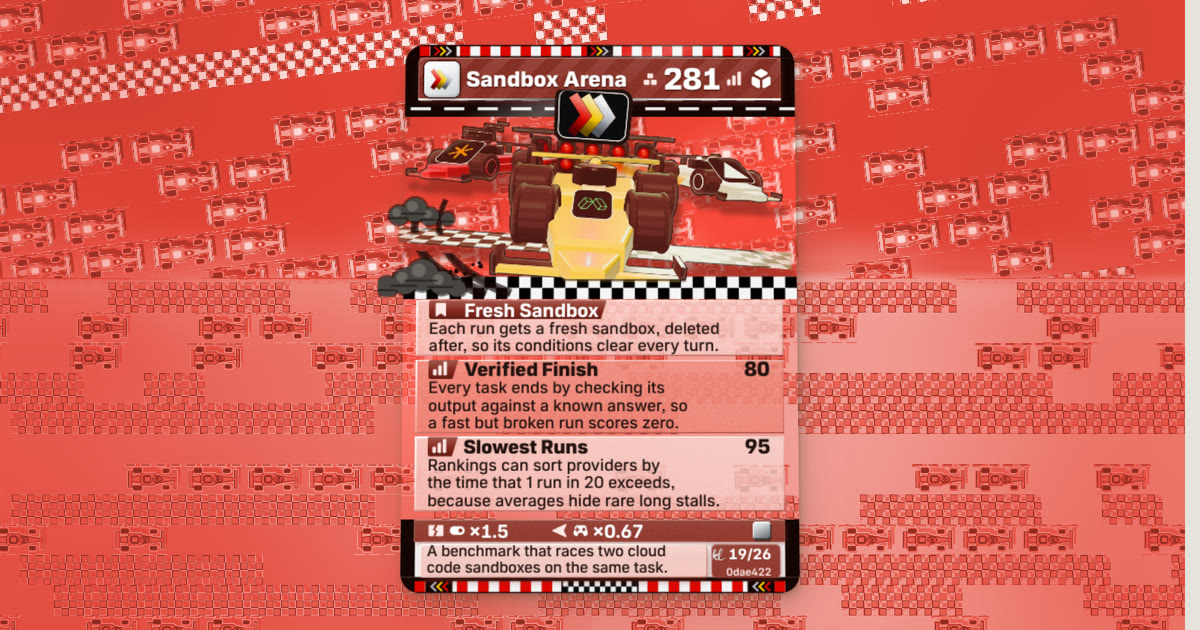 Sandbox Arena 281
Fresh Sandbox
Each run gets a fresh sandbox, deleted
after, so its conditions clear every turn.
Verified Finish 80
Every task ends by checking its
output against a known answer, so
a fast but broken run scores zero.
Slowest Runs 95
Rankings can sort providers by
the time that 1 run in 20 exceeds,
because averages hide rare long stalls.
×1.5 ×0.67
A benchmark that races two cloud
code sandboxes on the same task.
19/26
0dae422